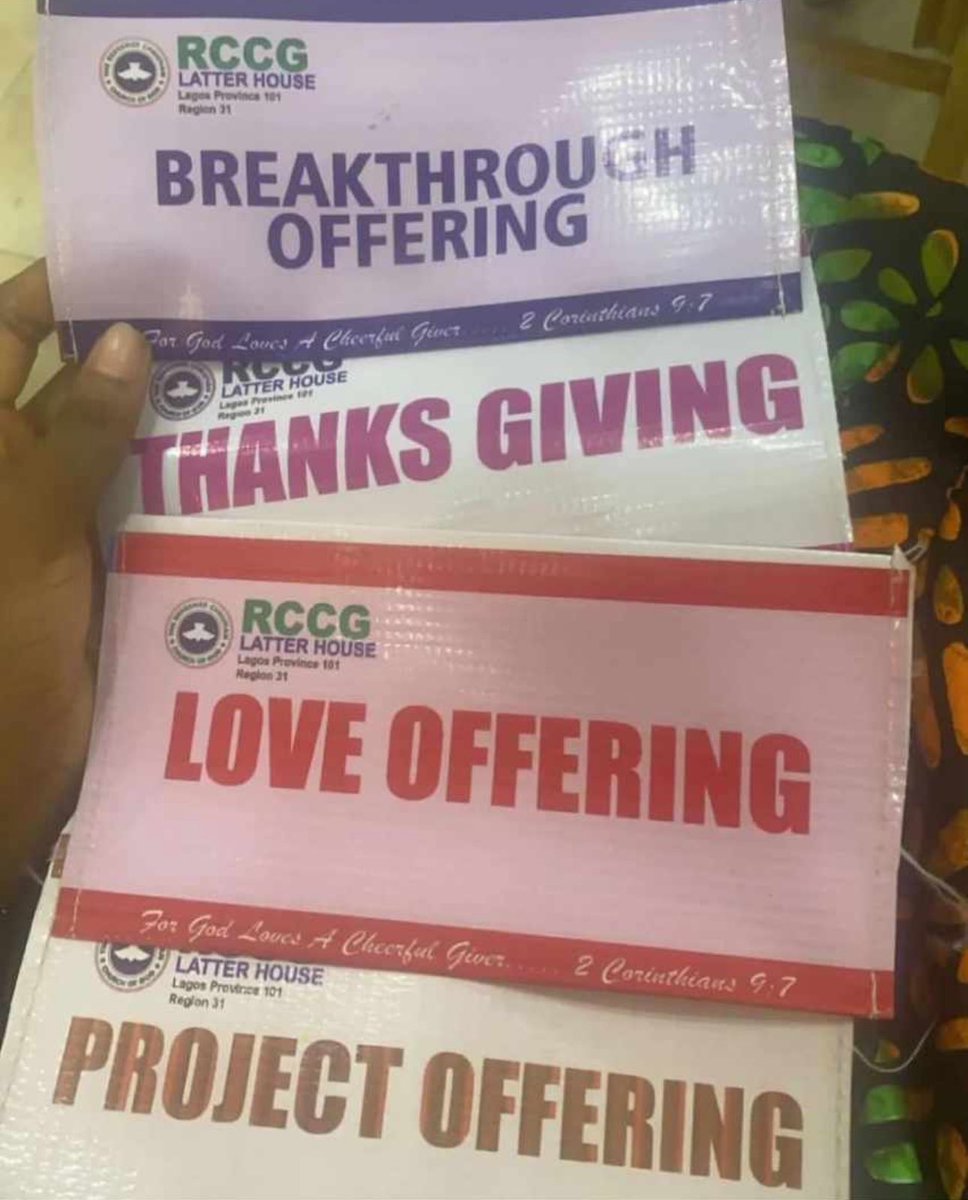 RCCG
LATTER HOUSE
Lagos Province 101
Region 31
BREAKTHROUGH
OFFERING
For God Loves A Cheerful Giver..... 2 Corinthians 9:7
RCCG
LATTER HOUSE
Lagos Province 101
Region 31
THANKS GIVING
RCCG
LATTER HOUSE
Lagos Province 101
Region 31
LOVE OFFERING
For God Loves A Cheerful Giver...... 2 Corinthians 9:7
LATTER HOUSE
Lagos Province 101
Region 31
PROJECT OFFERING